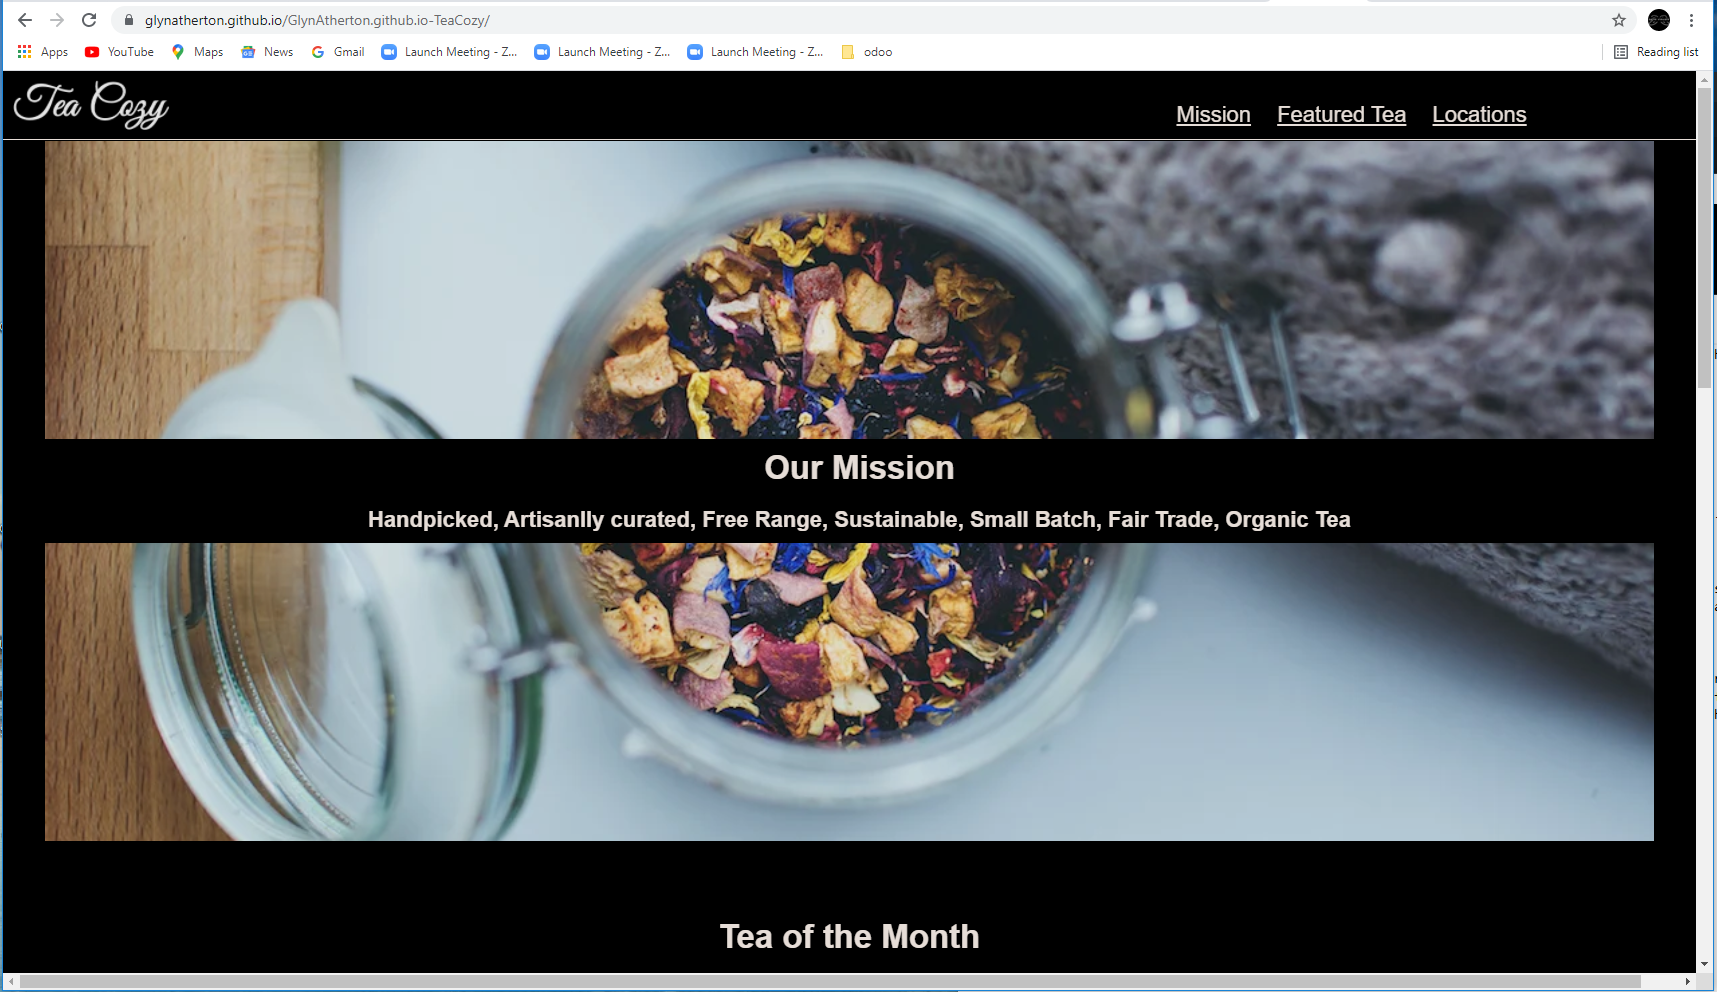 glynatherton.github.io/GlynAtherton.github.io-TeaCozy/
Apps YouTube Maps News Gmail Launch Meeting - Z... Launch Meeting - Z... Launch Meeting - Z... odoo Reading list
Tea Cozy
Mission Featured Tea Locations
Our Mission
Handpicked, Artisanlly curated, Free Range, Sustainable, Small Batch, Fair Trade, Organic Tea
Tea of the Month